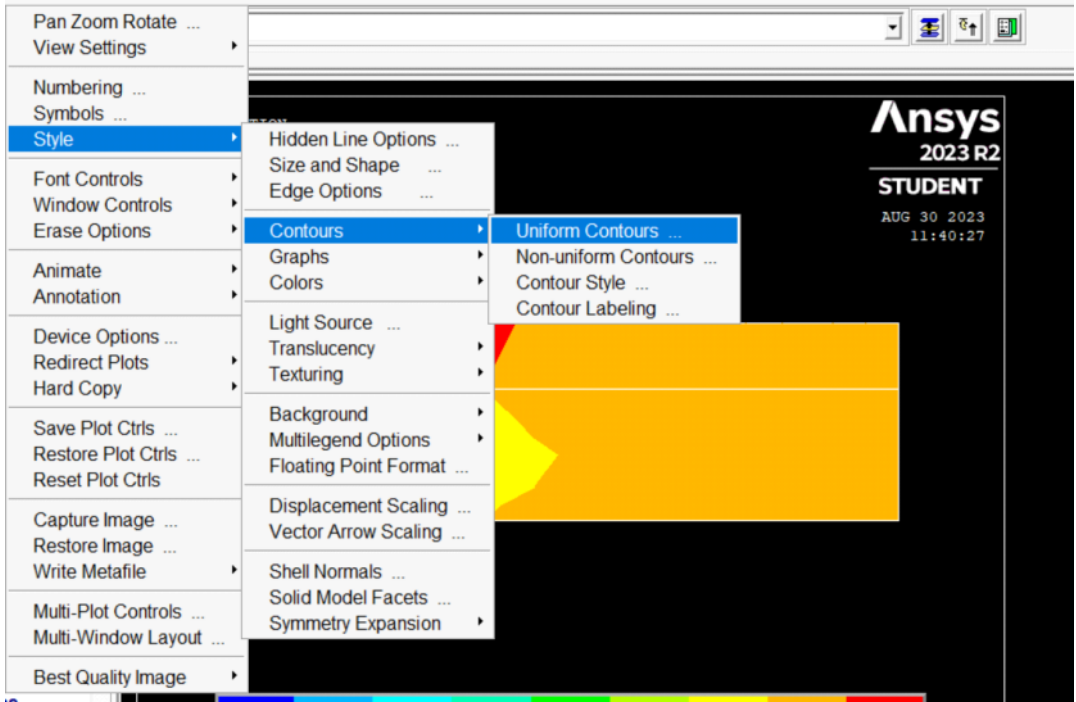 Pan Zoom Rotate ...
View Settings
Numbering ...
Symbols ...
Style
Font Controls
Window Controls
Erase Options
Animate
Annotation
Device Options ...
Redirect Plots
Hard Copy
Save Plot Ctrls ...
Restore Plot Ctrls ...
Reset Plot Ctrls
Capture Image ...
Restore Image ...
Write Metafile
Multi-Plot Controls ...
Multi-Window Layout ...
Best Quality Image
Hidden Line Options ...
Size and Shape ...
Edge Options ...
Contours
Graphs
Colors
Light Source ...
Translucency
Texturing
Background
Multilegend Options
Floating Point Format ...
Displacement Scaling ...
Vector Arrow Scaling ...
Shell Normals ...
Solid Model Facets ...
Symmetry Expansion
Uniform Contours ...
Non-uniform Contours ...
Contour Style ...
Contour Labeling ...
Ansys
2023 R2
STUDENT
AUG 30 2023
11:40:27